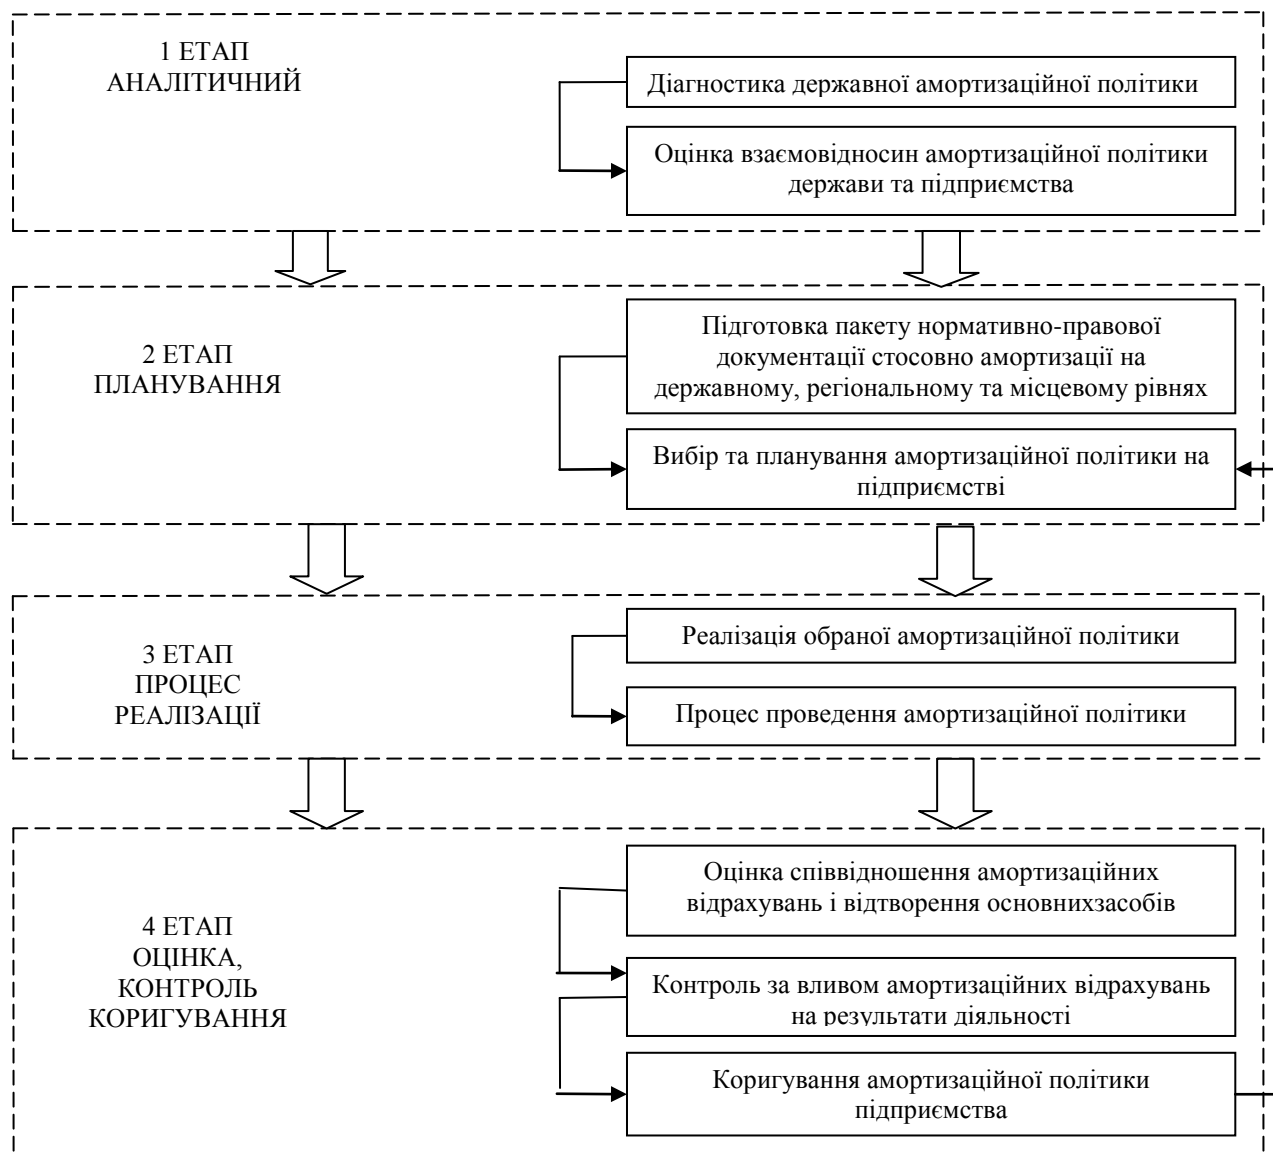 1 ЕТАП
АНАЛІТИЧНИЙ
Діагностика державної амортизаційної політики
Оцінка взаємовідносин амортизаційної політики
держави та підприємства
2 ЕТАП
ПЛАНУВАННЯ
Підготовка пакету нормативно-правової
документації стосовно амортизації на
державному, регіональному та місцевому рівнях
Вибір та планування амортизаційної політики на
підприємстві
3 ЕТАП
ПРОЦЕС
РЕАЛІЗАЦІЇ
Реалізація обраної амортизаційної політики
Процес проведення амортизаційної політики
4 ЕТАП
ОЦІНКА,
КОНТРОЛЬ
КОРИГУВАННЯ
Оцінка співвідношення амортизаційних
відрахувань і відтворення основнихзасобів
Контроль за вливом амортизаційних відрахувань
на результати діяльності
Коригування амортизаційної політики
підприємства